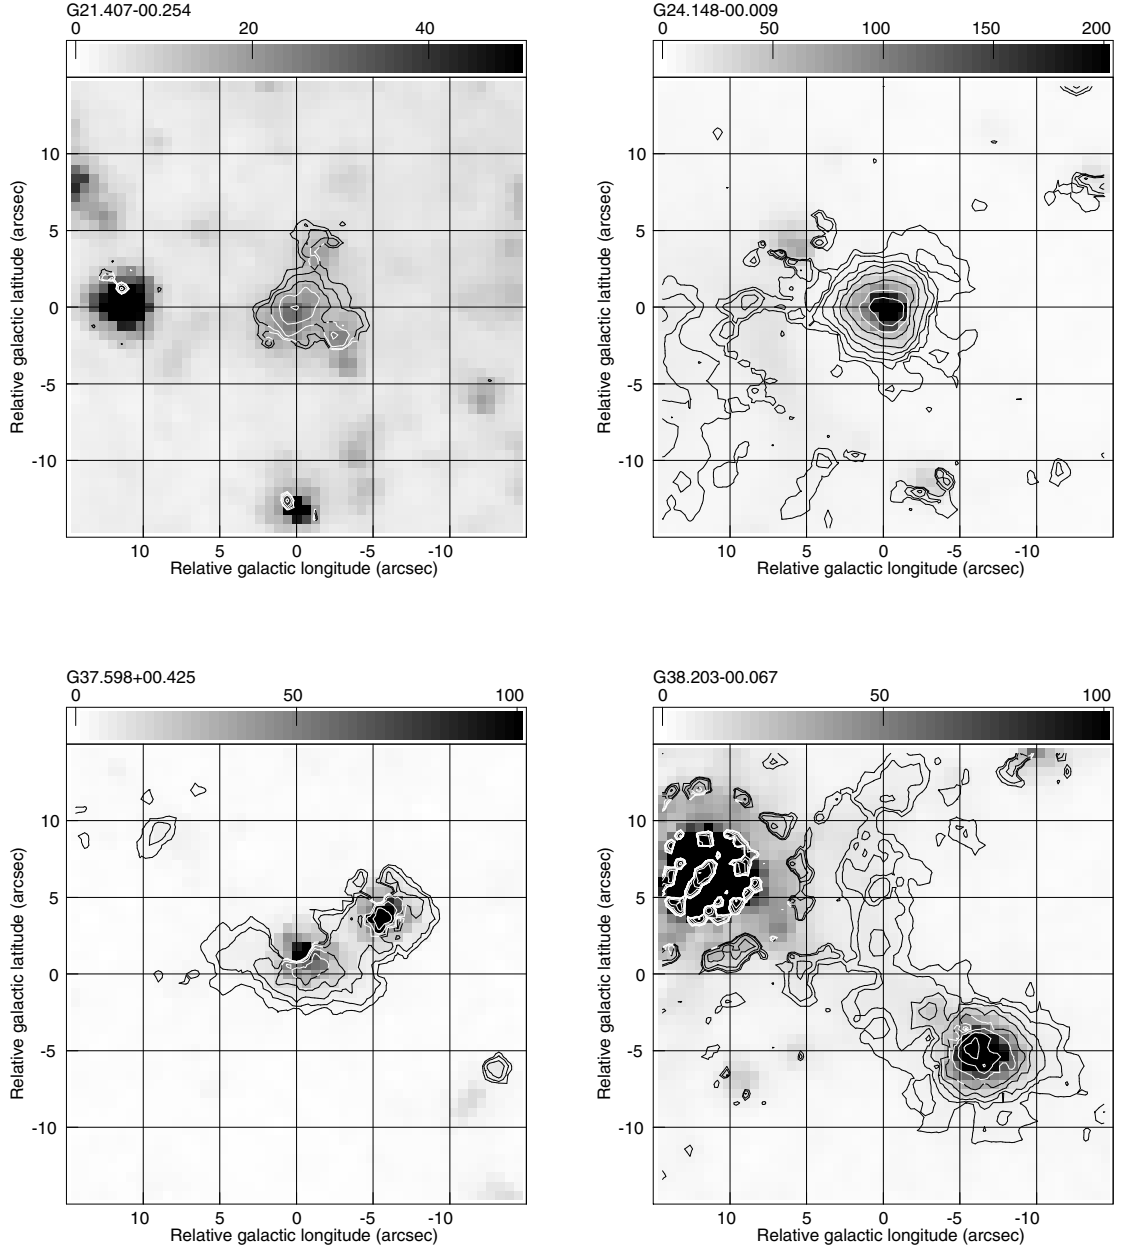 G21.407-00.254
0 20 40
10
5
0
-5
-10
10 5 0 -5 -10
Relative galactic longitude (arcsec)
Relative galactic latitude (arcsec)
G24.148-00.009
0 50 100 150 200
10
5
0
-5
-10
10 5 0 -5 -10
Relative galactic longitude (arcsec)
Relative galactic latitude (arcsec)
G37.598+00.425
0 50 100
10
5
0
-5
-10
10 5 0 -5 -10
Relative galactic longitude (arcsec)
Relative galactic latitude (arcsec)
G38.203-00.067
0 50 100
10
5
0
-5
-10
10 5 0 -5 -10
Relative galactic longitude (arcsec)
Relative galactic latitude (arcsec)